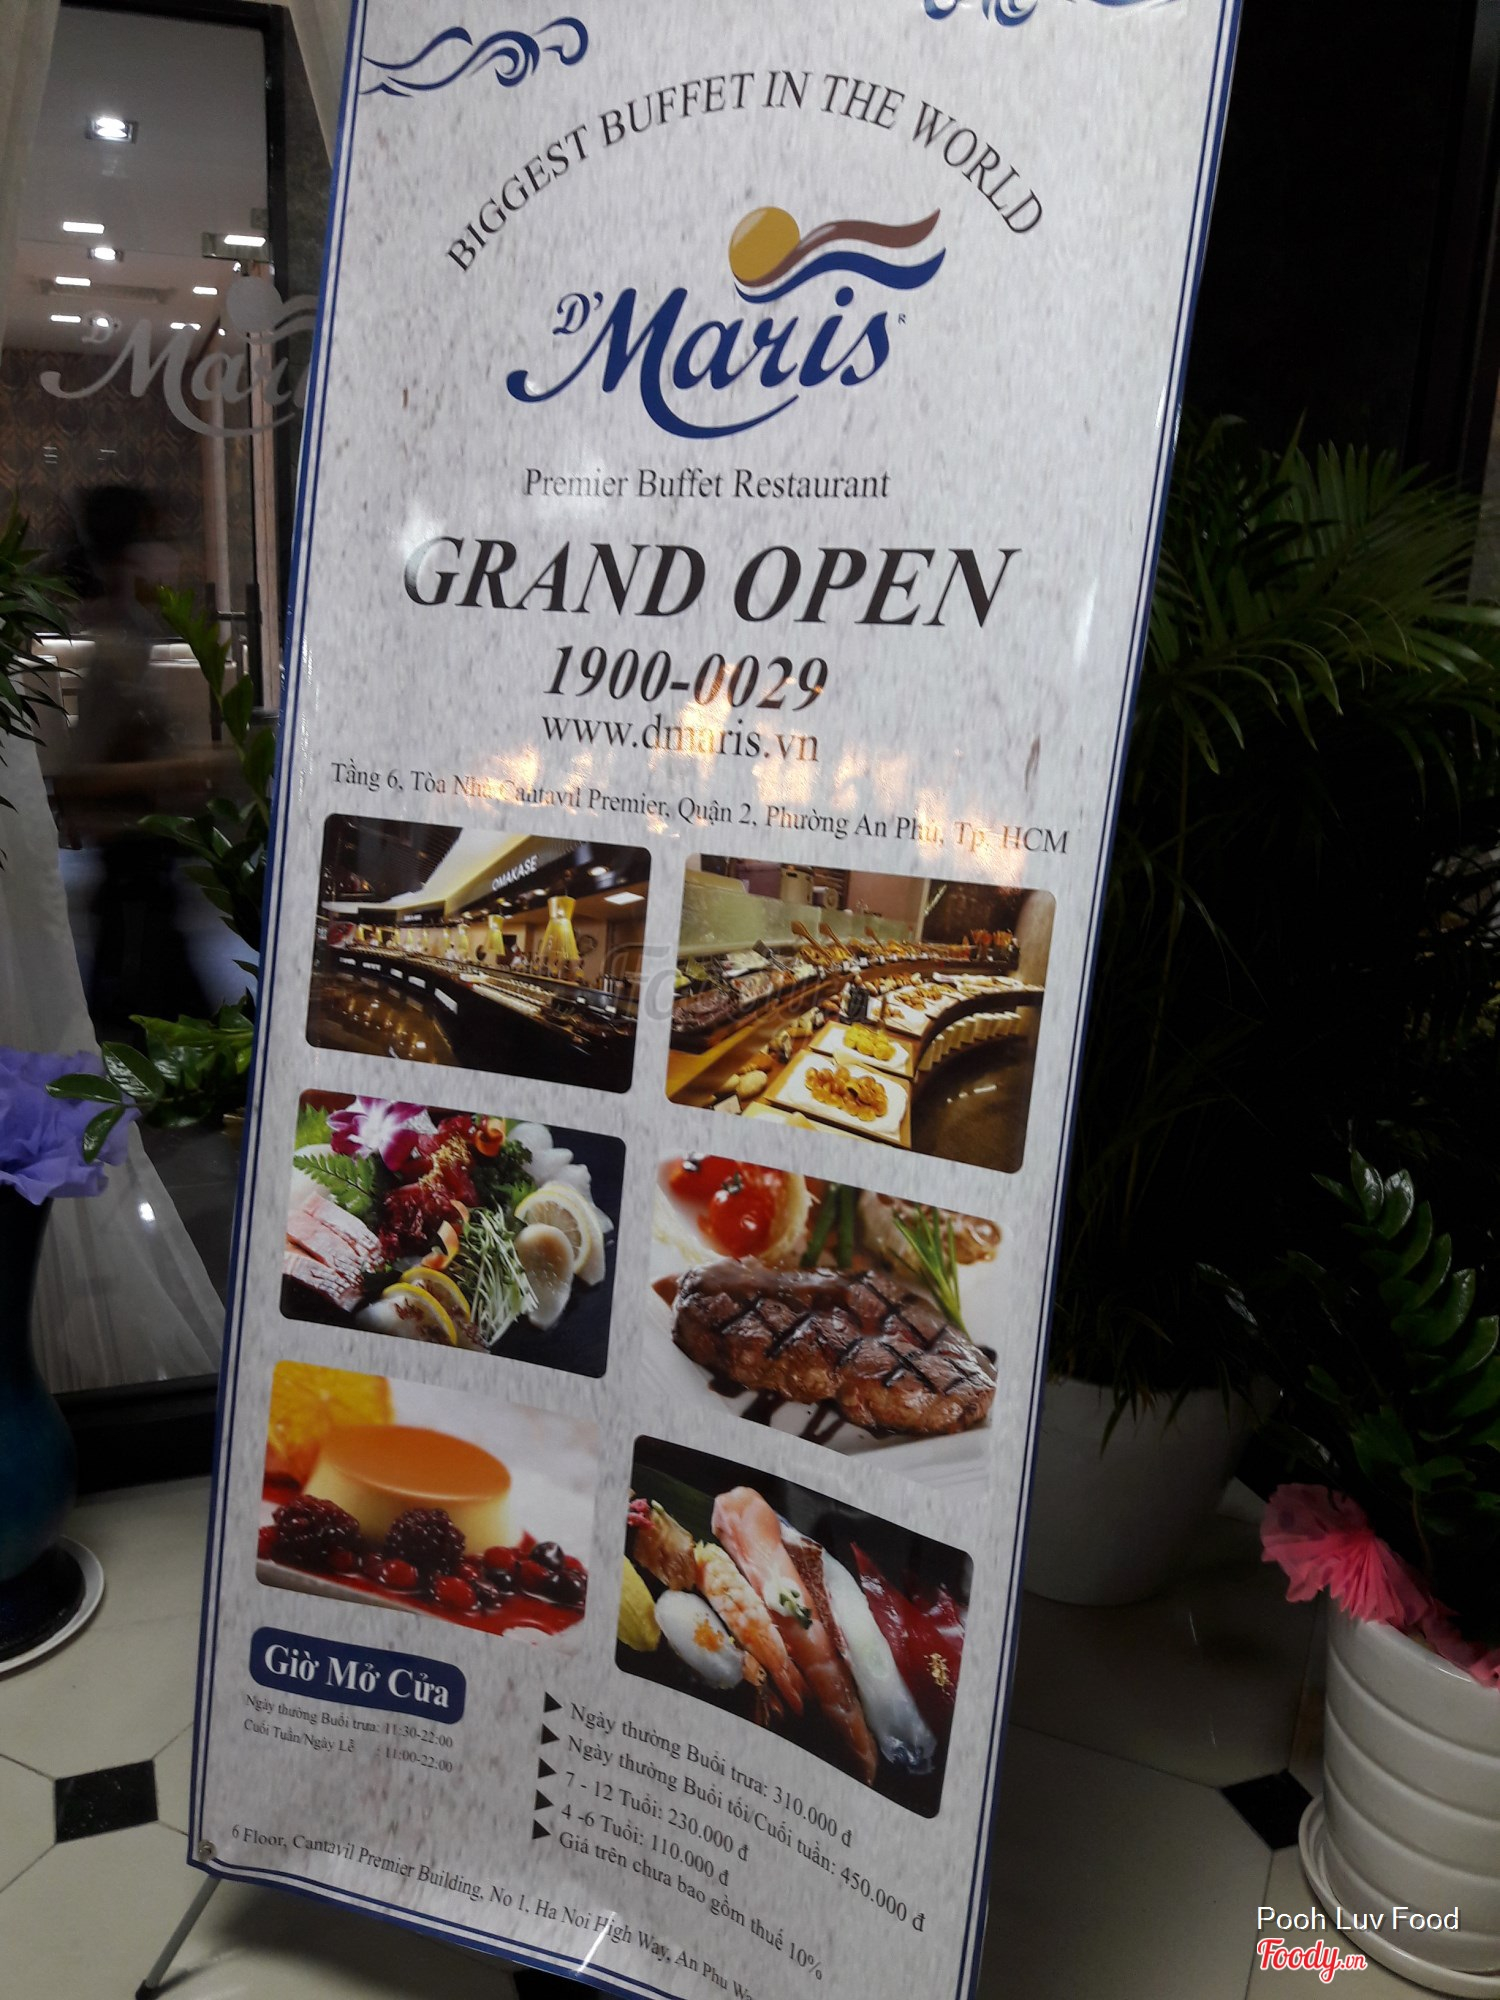 BIGGEST BUFFET IN THE WORLD
D'Maris
Premier Buffet Restaurant
GRAND OPEN
1900-0029
www.dmaris.vn
Tầng 6, Tòa Nhà Cantavil Premier, Quận 2, Phường An Phú, Tp. HCM
OMAKASE
Giờ Mở Cửa
Ngày thường Buổi trưa: 11:30-22:00
Cuối Tuần/Ngày Lễ : 11:00-22:00
Ngày thường Buổi trưa: 310.000 đ
Ngày thường Buổi tối/Cuối tuần: 450.000 đ
7 - 12 Tuổi: 230.000 đ
4 -6 Tuổi: 110.000 đ
Giá trên chưa bao gồm thuế 10%
6 Floor, Cantavil Premier Building, No 1, Ha Noi High Way, An Phu
Foody
Pooh Luv Food
Foody.vn